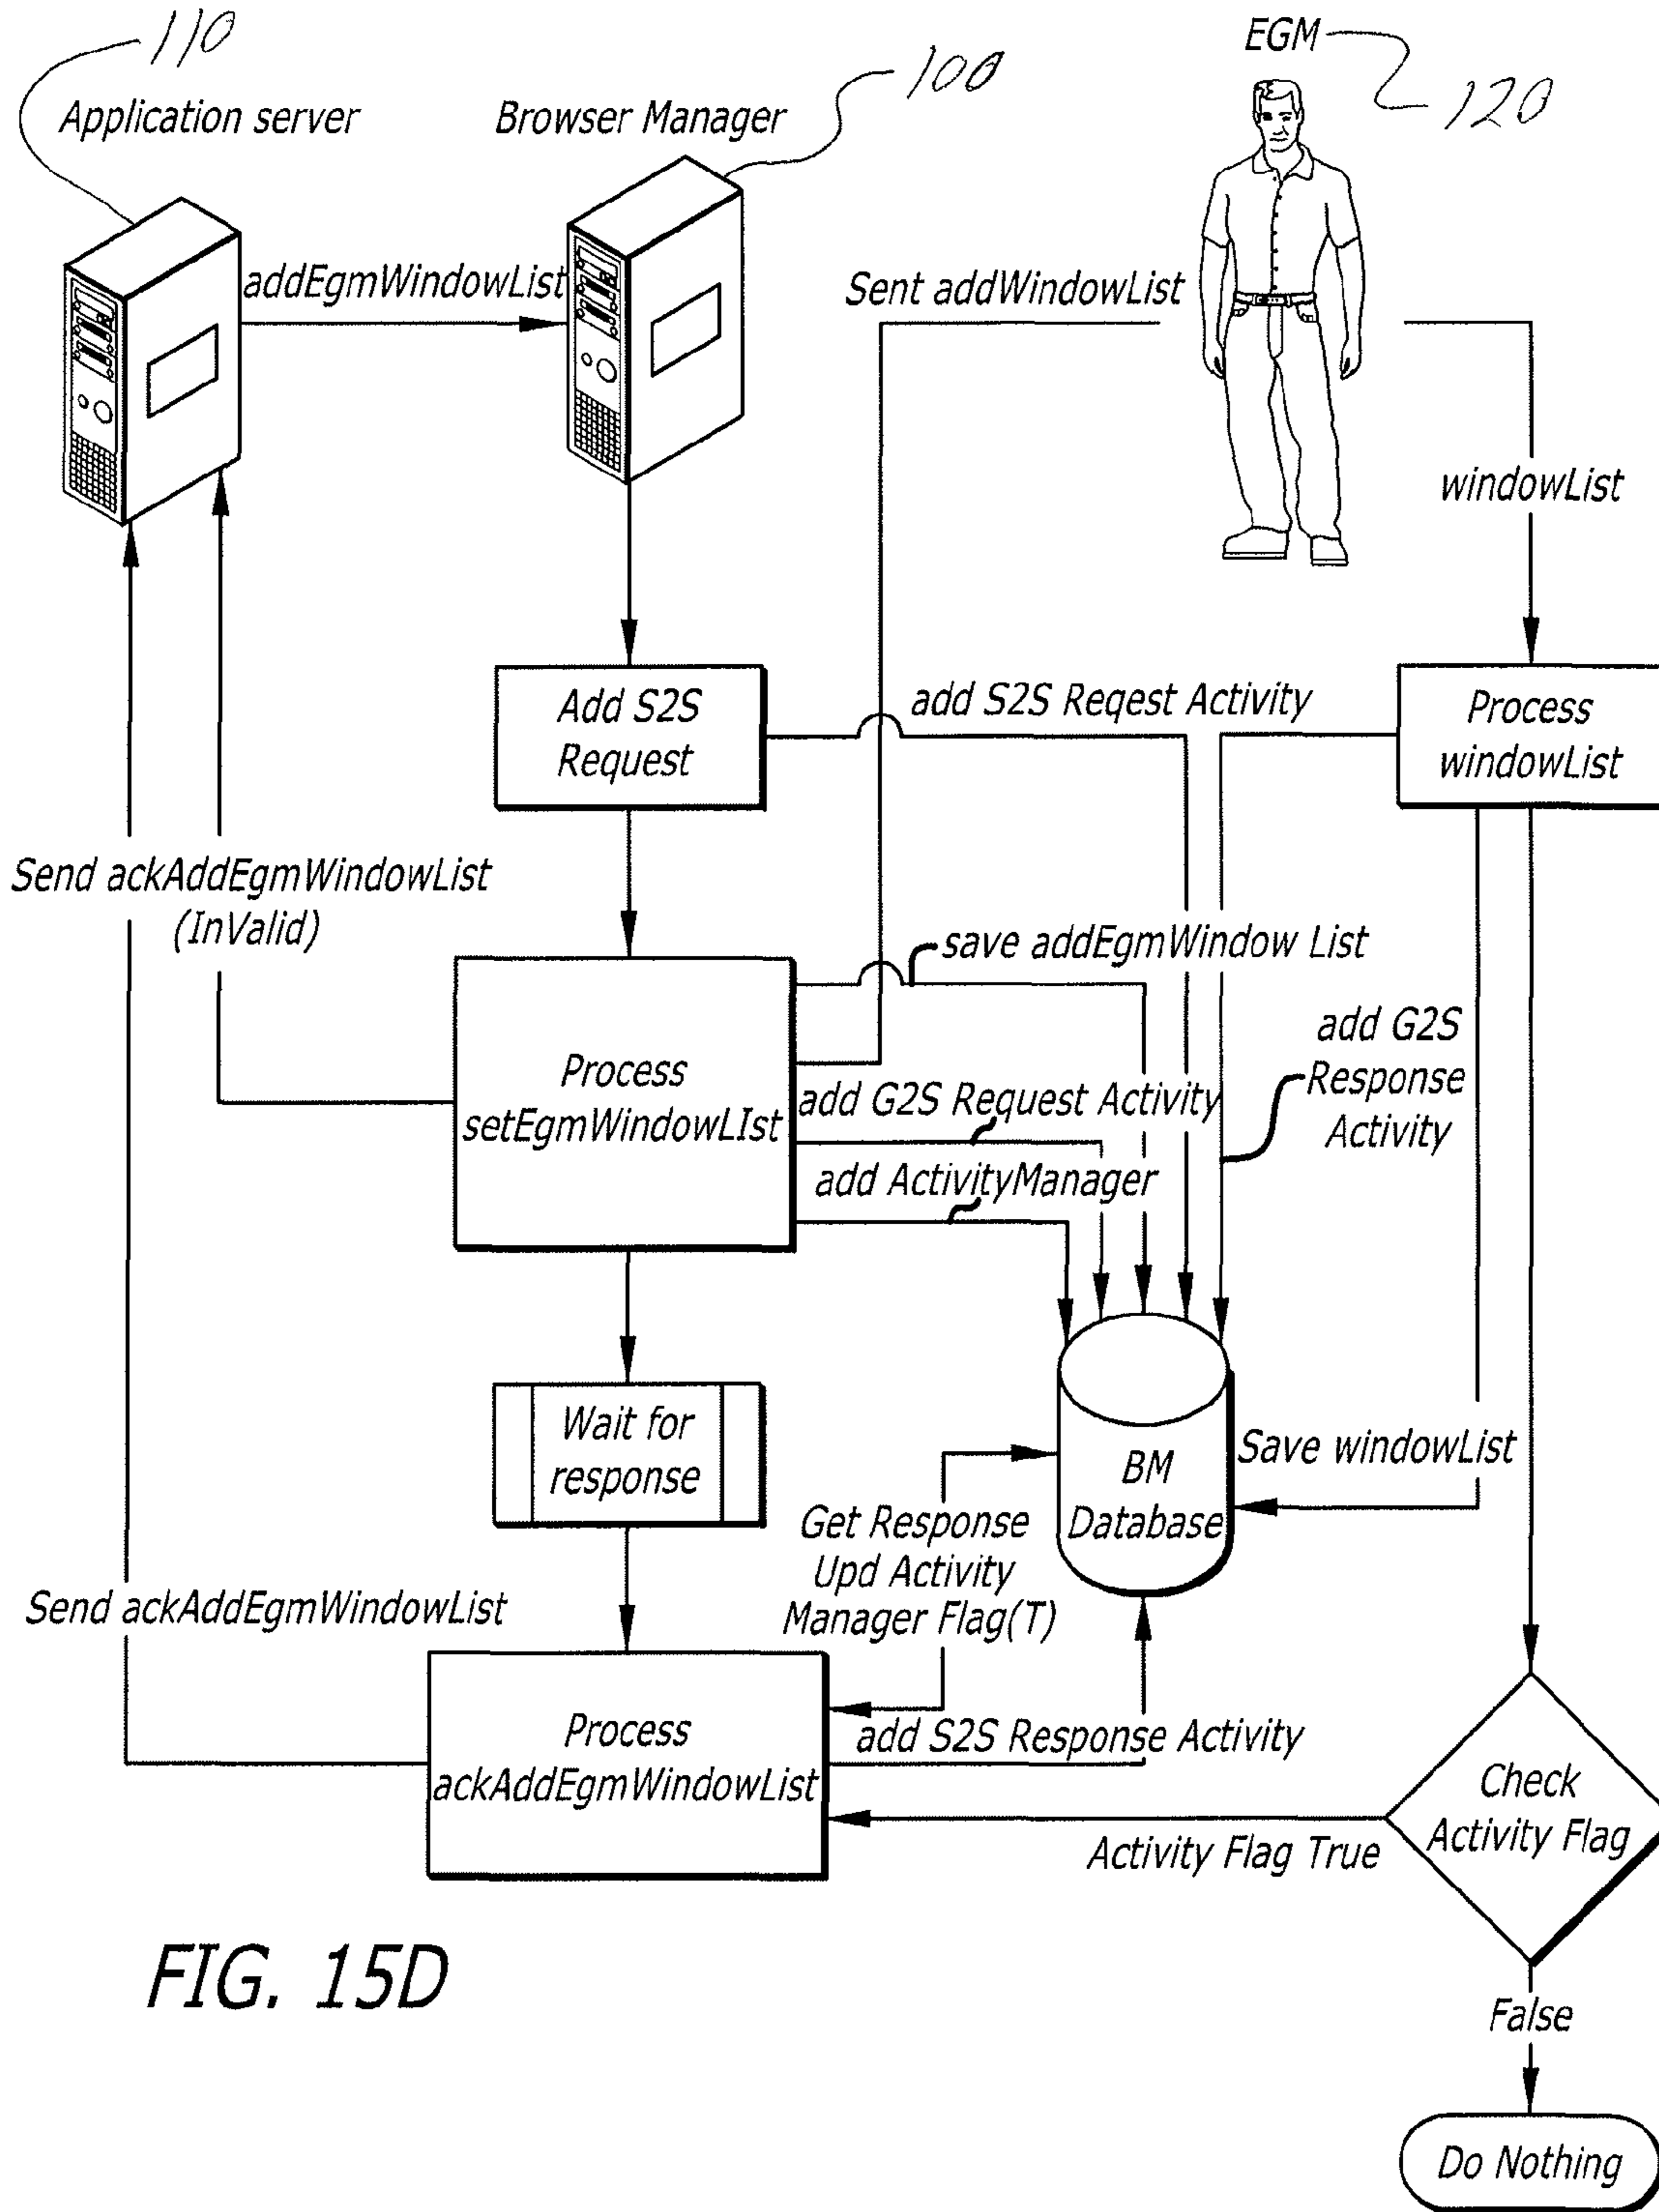 110
Application server
Browser Manager
100
EGM
120
addEgmWindowList
Sent addWindowList
windowList
Add S2S
Request
add S2S Reqest Activity
Process
windowList
Send ackAddEgmWindowList
(InValid)
save addEgmWindow List
Process
setEgmWindowLIst
add G2S Request Activity
add ActivityManager
add G2S
Response
Activity
Wait for
response
BM
Database
Save windowList
Get Response
Upd Activity
Manager Flag(T)
Send ackAddEgmWindowList
Process
ackAddEgmWindowList
add S2S Response Activity
Check
Activity Flag
Activity Flag True
False
Do Nothing
FIG. 15D